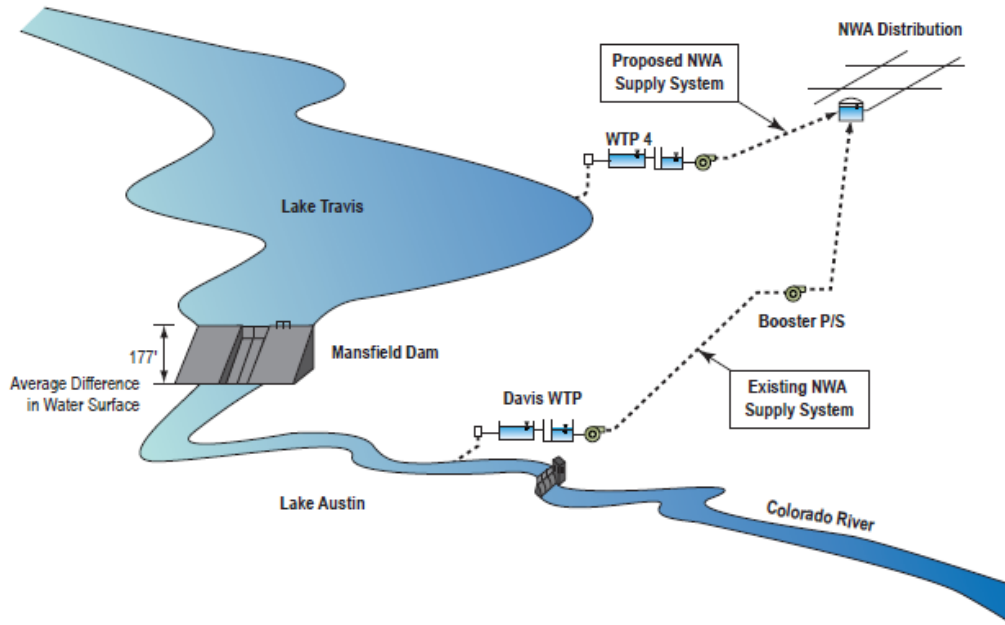 NWA Distribution
Proposed NWA
Supply System
WTP 4
Lake Travis
Booster P/S
177'
Mansfield Dam
Average Difference
in Water Surface
Existing NWA
Supply System
Davis WTP
Lake Austin
Colorado River